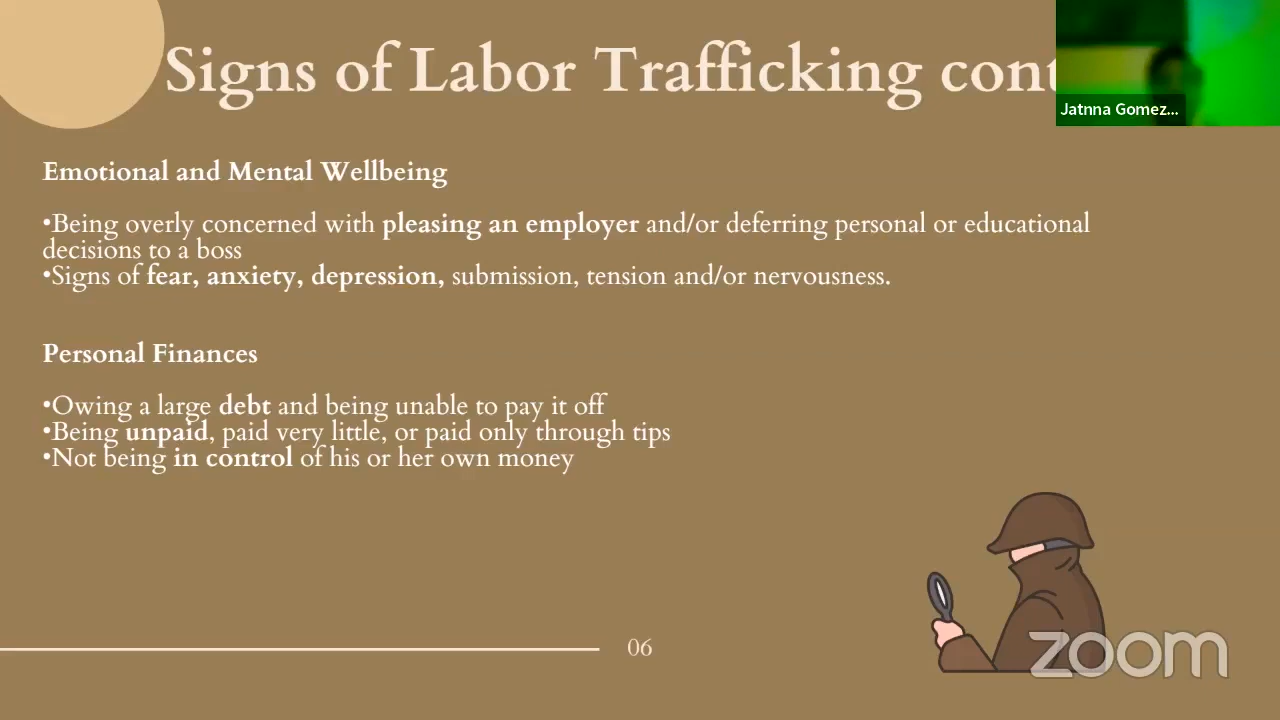 Signs of Labor Trafficking cont
Jatnna Gomez...
Emotional and Mental Wellbeing
•Being overly concerned with pleasing an employer and/or deferring personal or educational
decisions to a boss
•Signs of fear, anxiety, depression, submission, tension and/or nervousness.
Personal Finances
•Owing a large debt and being unable to pay it off
•Being unpaid, paid very little, or paid only through tips
•Not being in control of his or her own money
06
zoom